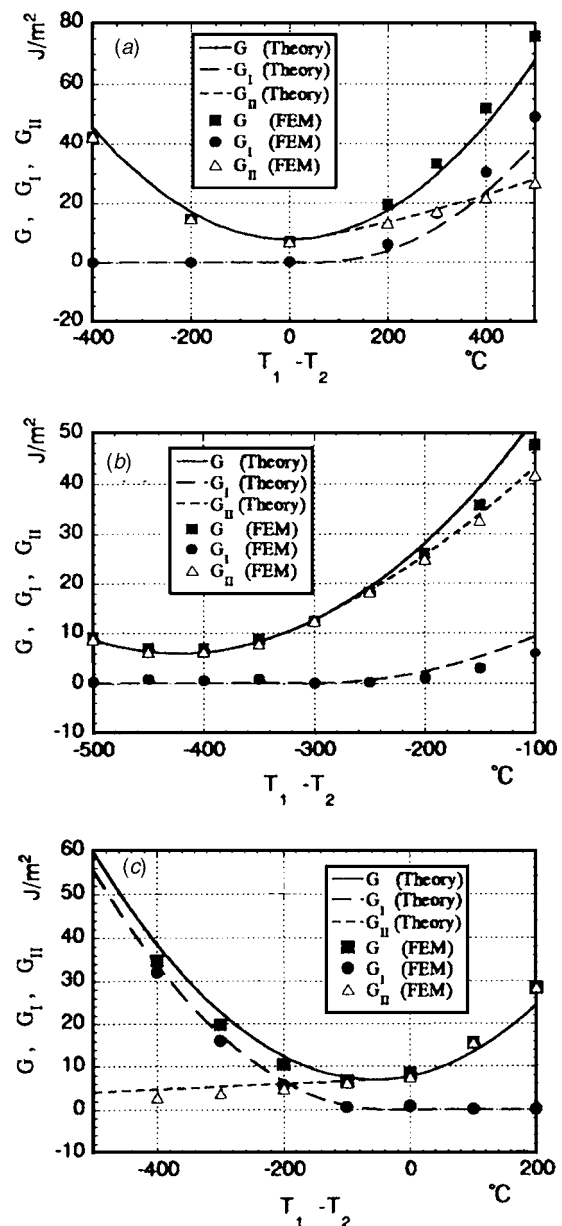 (a)
G (Theory)
G_I (Theory)
G_II (Theory)
G (FEM)
G_I (FEM)
G_II (FEM)
G , G_I , G_II J/m²
80
60
40
20
0
-20
-400 -200 0 200 400
T_1 -T_2 °C
(b)
G (Theory)
G_I (Theory)
G_II (Theory)
G (FEM)
G_I (FEM)
G_II (FEM)
G , G_I , G_II J/m²
50
40
30
20
10
0
-10
-500 -400 -300 -200 -100
T_1 -T_2 °C
(c)
G (Theory)
G_I (Theory)
G_II (Theory)
G (FEM)
G_I (FEM)
G_II (FEM)
G , G_I , G_II J/m²
60
50
40
30
20
10
0
-10
-400 -200 0 200
T_1 -T_2 °C